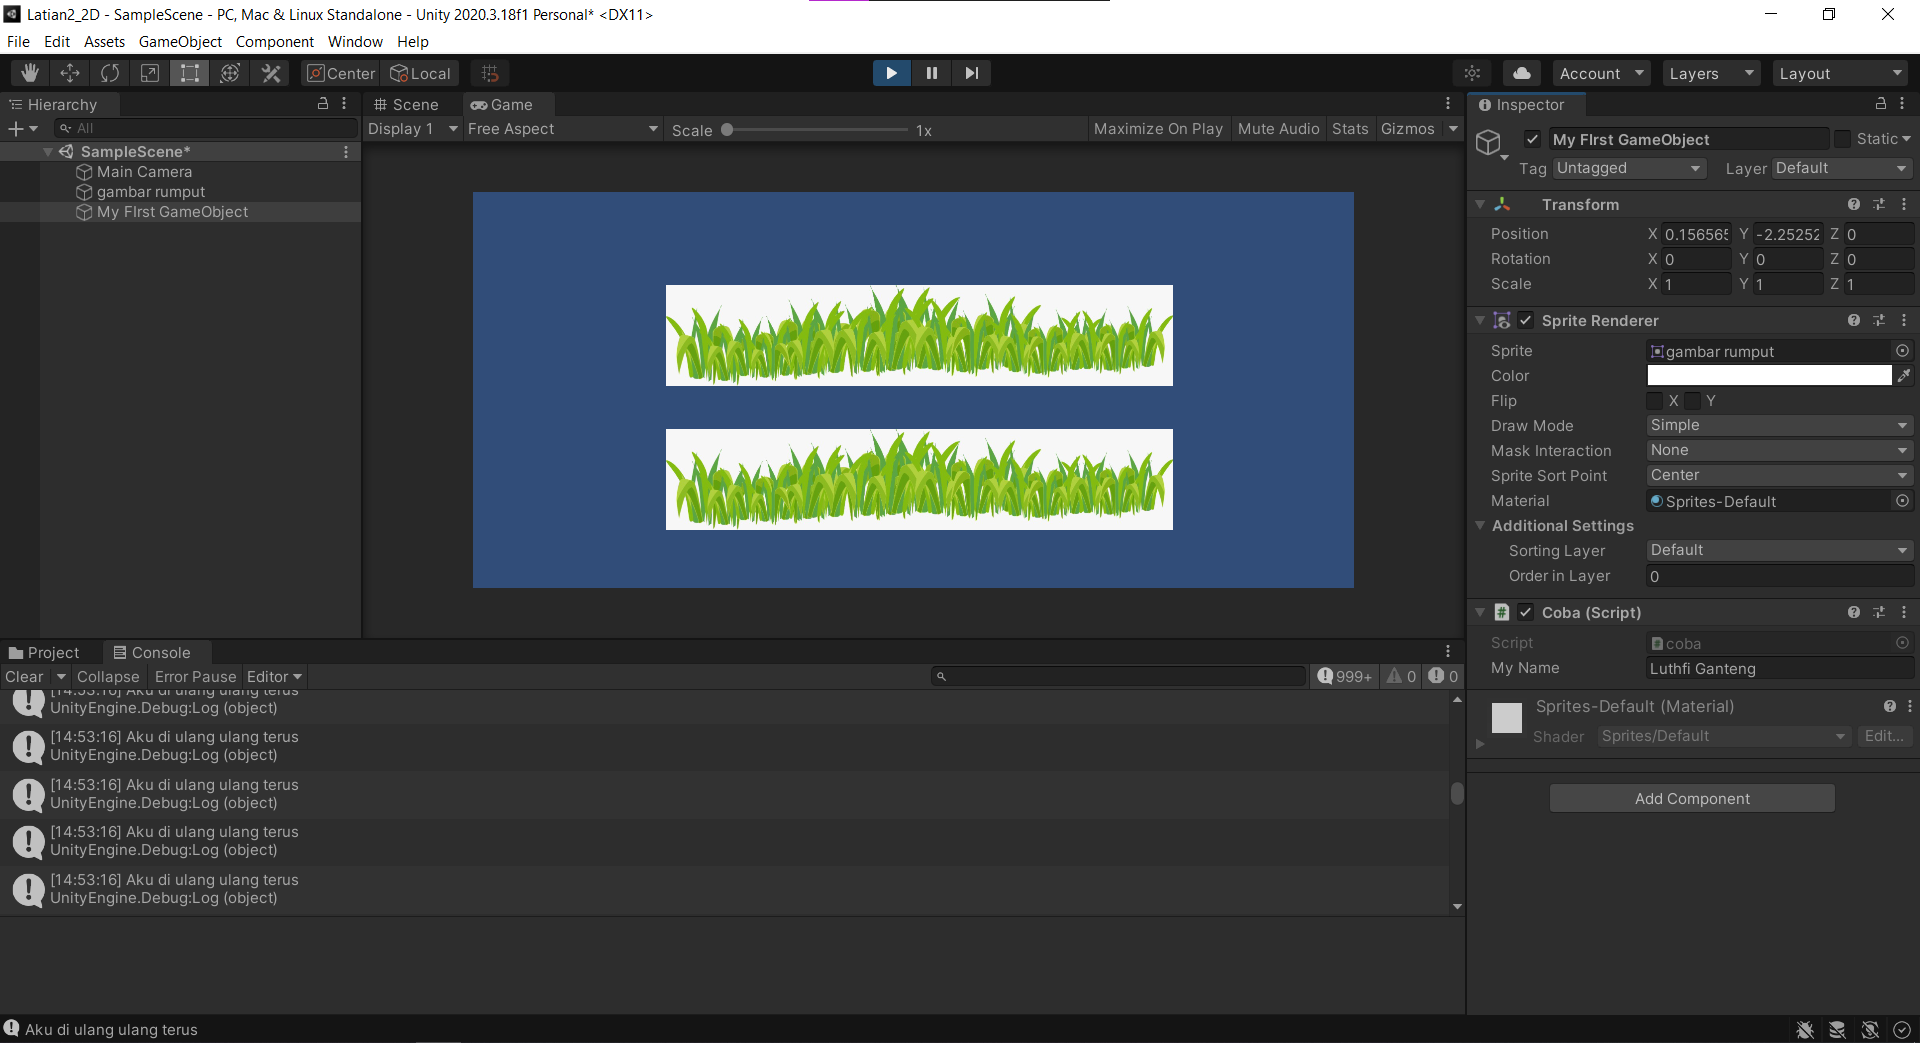 Latian2_2D - SampleScene - PC, Mac & Linux Standalone - Unity 2020.3.18f1 Personal* <DX11>
File Edit Assets GameObject Component Window Help
Center Local Account Layers Layout
Hierarchy
All
SampleScene*
Main Camera
gambar rumput
My FIrst GameObject
Scene Game
Display 1 Free Aspect Scale 1x Maximize On Play Mute Audio Stats Gizmos
Inspector
My FIrst GameObject Static
Tag Untagged Layer Default
Transform
Position X 0.156565 Y -2.25252 Z 0
Rotation X 0 Y 0 Z 0
Scale X 1 Y 1 Z 1
Sprite Renderer
Sprite gambar rumput
Color
Flip X Y
Draw Mode Simple
Mask Interaction None
Sprite Sort Point Center
Material Sprites-Default
Additional Settings
Sorting Layer Default
Order in Layer 0
Coba (Script)
Script coba
My Name Luthfi Ganteng
Sprites-Default (Material)
Shader Sprites/Default Edit...
Add Component
Project Console
Clear Collapse Error Pause Editor 999+ 0 0
[14:53:16] Aku di ulang ulang terus
UnityEngine.Debug:Log (object)
[14:53:16] Aku di ulang ulang terus
UnityEngine.Debug:Log (object)
[14:53:16] Aku di ulang ulang terus
UnityEngine.Debug:Log (object)
[14:53:16] Aku di ulang ulang terus
UnityEngine.Debug:Log (object)
[14:53:16] Aku di ulang ulang terus
UnityEngine.Debug:Log (object)
Aku di ulang ulang terus